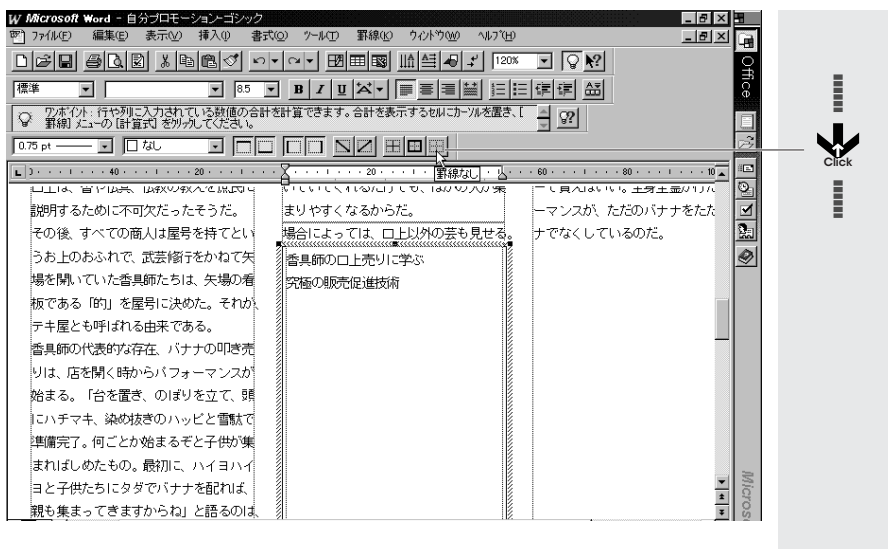 Microsoft Word - 自分プロモーション-ゴシック
ファイル(F) 編集(E) 表示(V) 挿入(I) 書式(O) ツール(T) 罫線(K) ウィンドウ(W) ヘルプ(H)
120%
標準 8.5 B I U
ワンポイント: 行や列に入力されている数値の合計を計算できます。合計を表示するセルにカーソルを置き、[
罫線] メニューの [計算式] をクリックしてください。
0.75 pt なし
罫線なし
40 20 20 60 80 10
説明するために不可欠だったそうだ。
その後、すべての商人は屋号を持てとい
うお上のおふれで、武芸修行をかねて矢
場を開いていた香具師たちは、矢場の看
板である「的」を屋号に決めた。それが、
テキ屋とも呼ばれる由来である。
香具師の代表的な存在、バナナの叩き売
りは、店を開く時からパフォーマンスが
始まる。「台を置き、のぼりを立て、頭
にハチマキ、染め抜きのハッピと雪駄で
準備完了。何ごとか始まるぞと子供が集
まればしめたもの。最初に、ハイヨハイ
ヨと子供たちにタダでバナナを配れば、
親も集まってきますからね」と語るのは、
まりやすくなるからだ。
場合によっては、口上以外の芸も見せる。
香具師の口上売りに学ぶ
究極の販売促進技術
ーマンスが、ただのバナナをただ
ナでなくしているのだ。
Office
Microso
Click